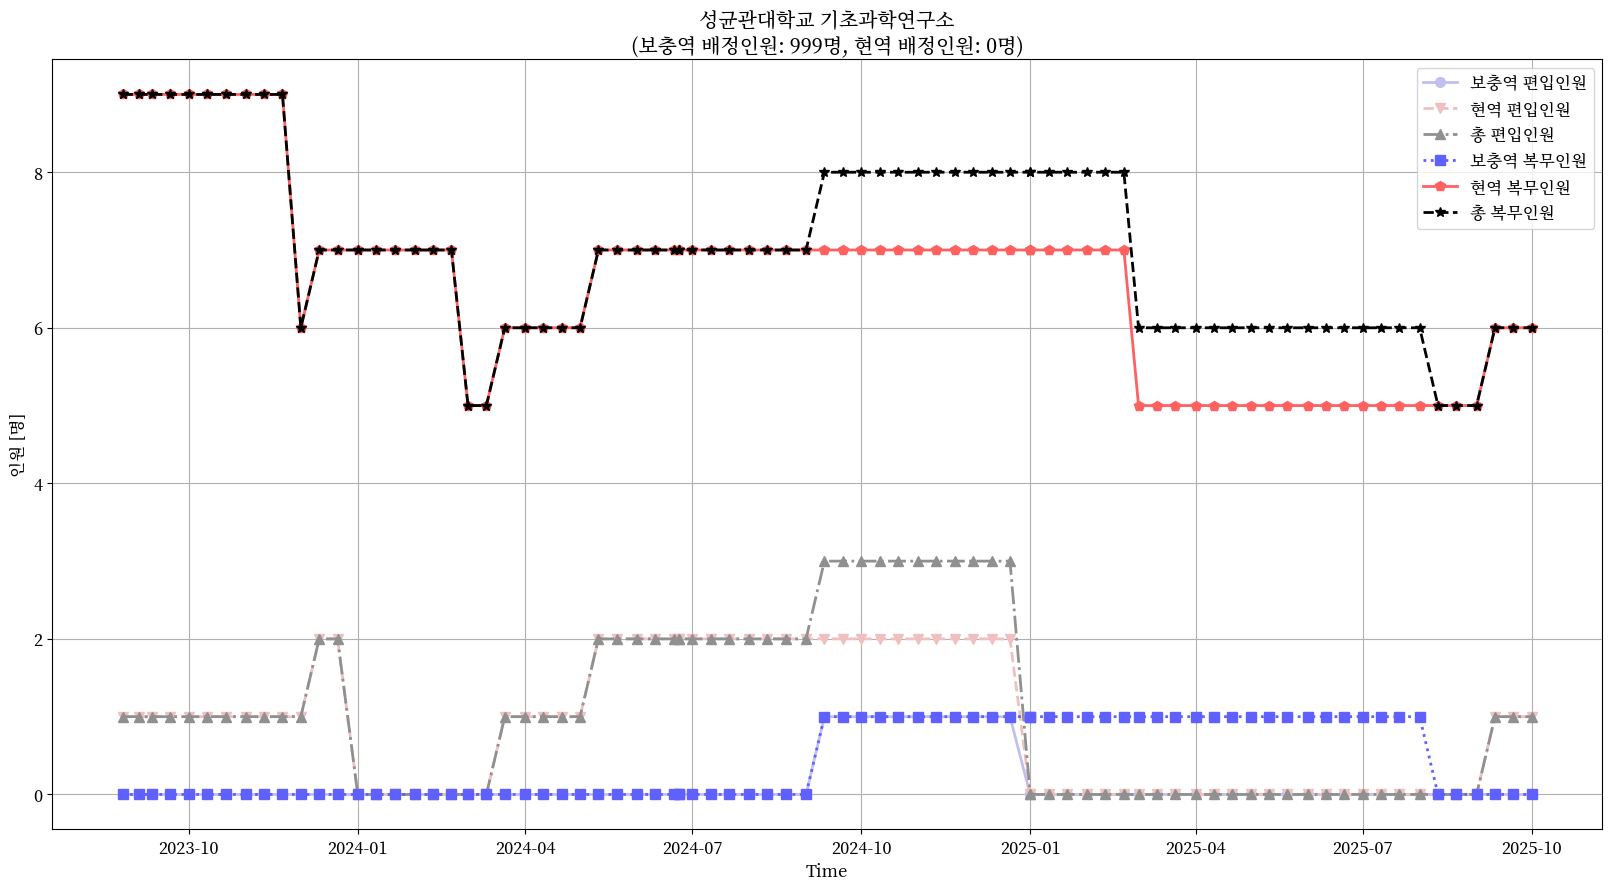 성균관대학교 기초과학연구소
(보충역 배정인원: 999명, 현역 배정인원: 0명)
보충역 편입인원
현역 편입인원
총 편입인원
보충역 복무인원
현역 복무인원
총 복무인원
인원 [명]
8
6
4
2
0
2023-10
2024-01
2024-04
2024-07
2024-10
2025-01
2025-04
2025-07
2025-10
Time